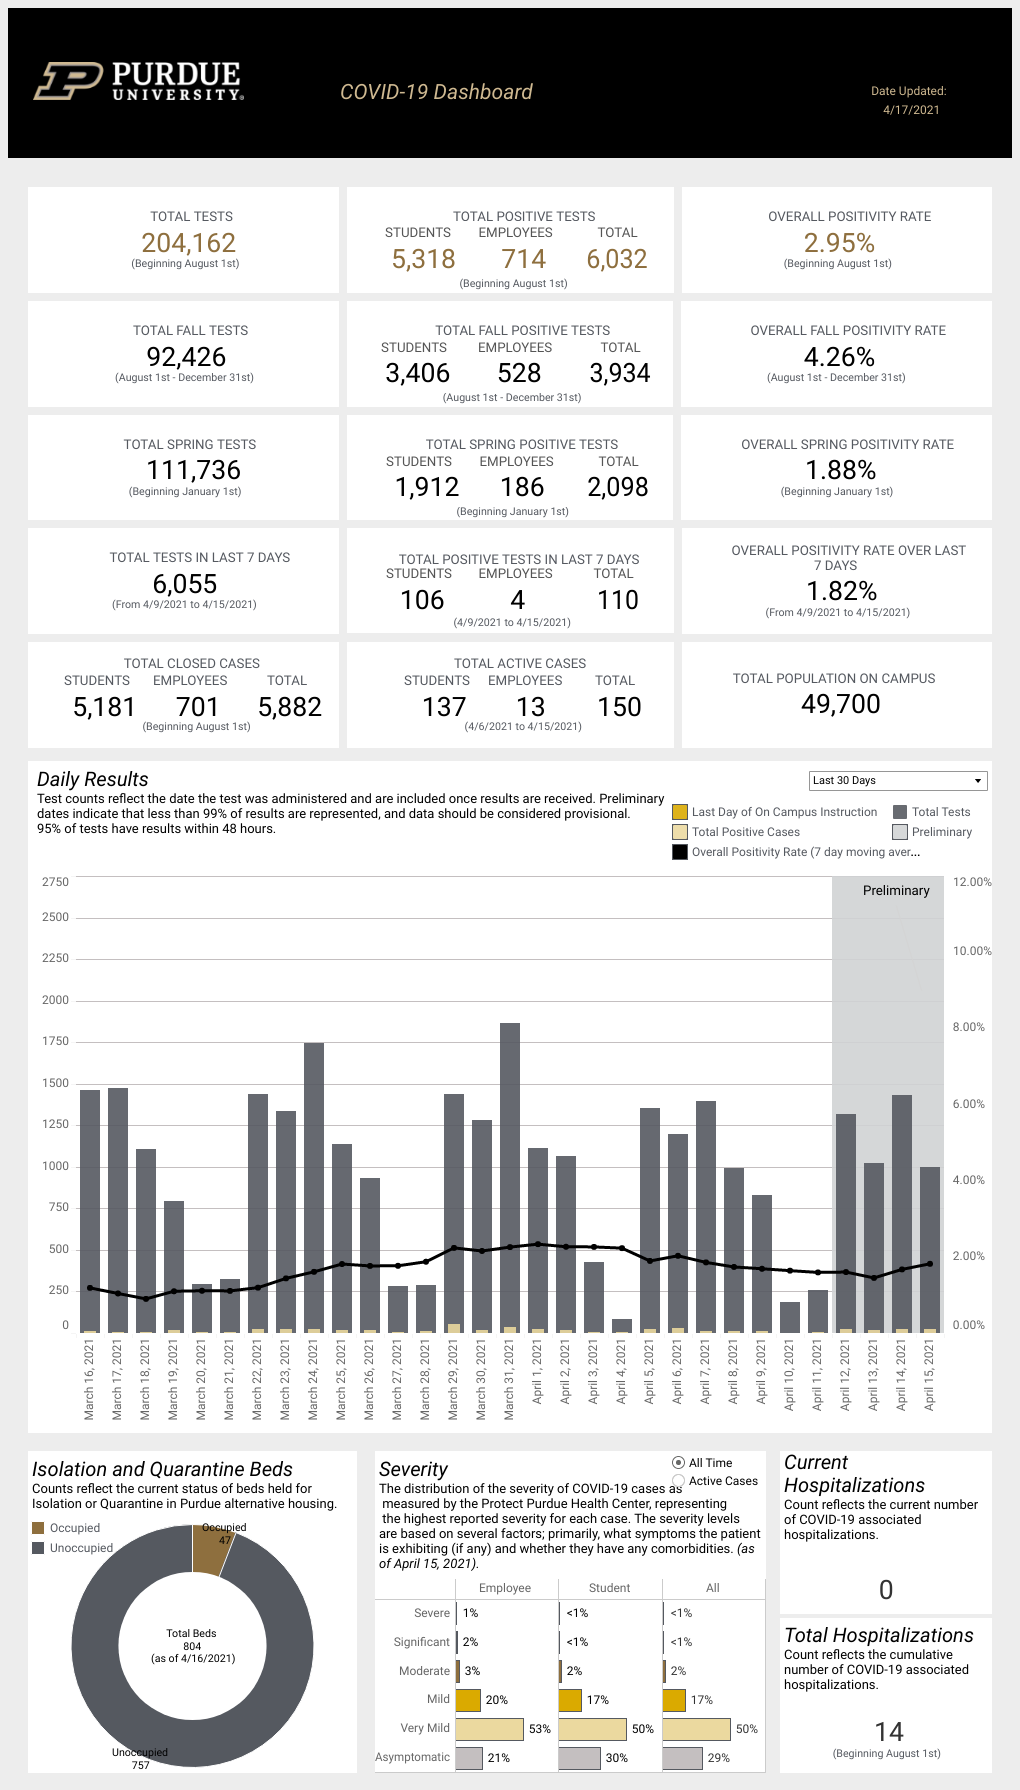 PURDUE
UNIVERSITY®
COVID-19 Dashboard
Date Updated:
4/17/2021
TOTAL TESTS
204,162
(Beginning August 1st)
TOTAL POSITIVE TESTS
STUDENTS EMPLOYEES TOTAL
5,318 714 6,032
(Beginning August 1st)
OVERALL POSITIVITY RATE
2.95%
(Beginning August 1st)
TOTAL FALL TESTS
92,426
(August 1st - December 31st)
TOTAL FALL POSITIVE TESTS
STUDENTS EMPLOYEES TOTAL
3,406 528 3,934
(August 1st - December 31st)
OVERALL FALL POSITIVITY RATE
4.26%
(August 1st - December 31st)
TOTAL SPRING TESTS
111,736
(Beginning January 1st)
TOTAL SPRING POSITIVE TESTS
STUDENTS EMPLOYEES TOTAL
1,912 186 2,098
(Beginning January 1st)
OVERALL SPRING POSITIVITY RATE
1.88%
(Beginning January 1st)
TOTAL TESTS IN LAST 7 DAYS
6,055
(From 4/9/2021 to 4/15/2021)
TOTAL POSITIVE TESTS IN LAST 7 DAYS
STUDENTS EMPLOYEES TOTAL
106 4 110
(4/9/2021 to 4/15/2021)
OVERALL POSITIVITY RATE OVER LAST
7 DAYS
1.82%
(From 4/9/2021 to 4/15/2021)
TOTAL CLOSED CASES
STUDENTS EMPLOYEES TOTAL
5,181 701 5,882
(Beginning August 1st)
TOTAL ACTIVE CASES
STUDENTS EMPLOYEES TOTAL
137 13 150
(4/6/2021 to 4/15/2021)
TOTAL POPULATION ON CAMPUS
49,700
Daily Results
Test counts reflect the date the test was administered and are included once results are received. Preliminary
dates indicate that less than 99% of results are represented, and data should be considered provisional.
95% of tests have results within 48 hours.
Last 30 Days
Last Day of On Campus Instruction
Total Tests
Total Positive Cases
Preliminary
Overall Positivity Rate (7 day moving aver...
2750
2500
2250
2000
1750
1500
1250
1000
750
500
250
0
Preliminary
12.00%
10.00%
8.00%
6.00%
4.00%
2.00%
0.00%
March 16, 2021
March 17, 2021
March 18, 2021
March 19, 2021
March 20, 2021
March 21, 2021
March 22, 2021
March 23, 2021
March 24, 2021
March 25, 2021
March 26, 2021
March 27, 2021
March 28, 2021
March 29, 2021
March 30, 2021
March 31, 2021
April 1, 2021
April 2, 2021
April 3, 2021
April 4, 2021
April 5, 2021
April 6, 2021
April 7, 2021
April 8, 2021
April 9, 2021
April 10, 2021
April 11, 2021
April 12, 2021
April 13, 2021
April 14, 2021
April 15, 2021
Isolation and Quarantine Beds
Counts reflect the current status of beds held for
Isolation or Quarantine in Purdue alternative housing.
Occupied
Unoccupied
Occupied
47
Total Beds
804
(as of 4/16/2021)
Unoccupied
757
Severity
All Time
Active Cases
The distribution of the severity of COVID-19 cases as
measured by the Protect Purdue Health Center, representing
the highest reported severity for each case. The severity levels
are based on several factors; primarily, what symptoms the patient
is exhibiting (if any) and whether they have any comorbidities. (as
of April 15, 2021).
Employee Student All
Severe 1% <1% <1%
Significant 2% <1% <1%
Moderate 3% 2% 2%
Mild 20% 17% 17%
Very Mild 53% 50% 50%
Asymptomatic 21% 30% 29%
Current
Hospitalizations
Count reflects the current number
of COVID-19 associated
hospitalizations.
0
Total Hospitalizations
Count reflects the cumulative
number of COVID-19 associated
hospitalizations.
14
(Beginning August 1st)